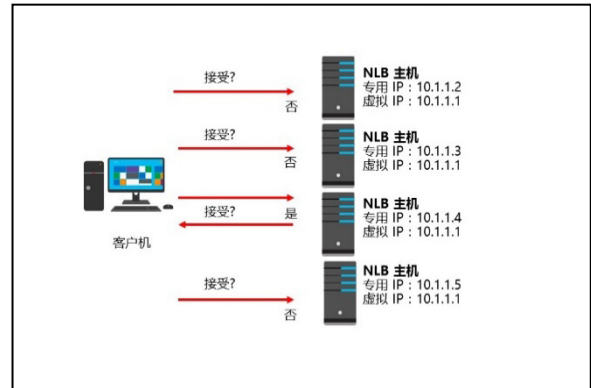 接受?
否
NLB 主机
专用 IP：10.1.1.2
虚拟 IP：10.1.1.1
接受?
否
NLB 主机
专用 IP：10.1.1.3
虚拟 IP：10.1.1.1
接受?
是
NLB 主机
专用 IP：10.1.1.4
虚拟 IP：10.1.1.1
客户机
接受?
否
NLB 主机
专用 IP：10.1.1.5
虚拟 IP：10.1.1.1